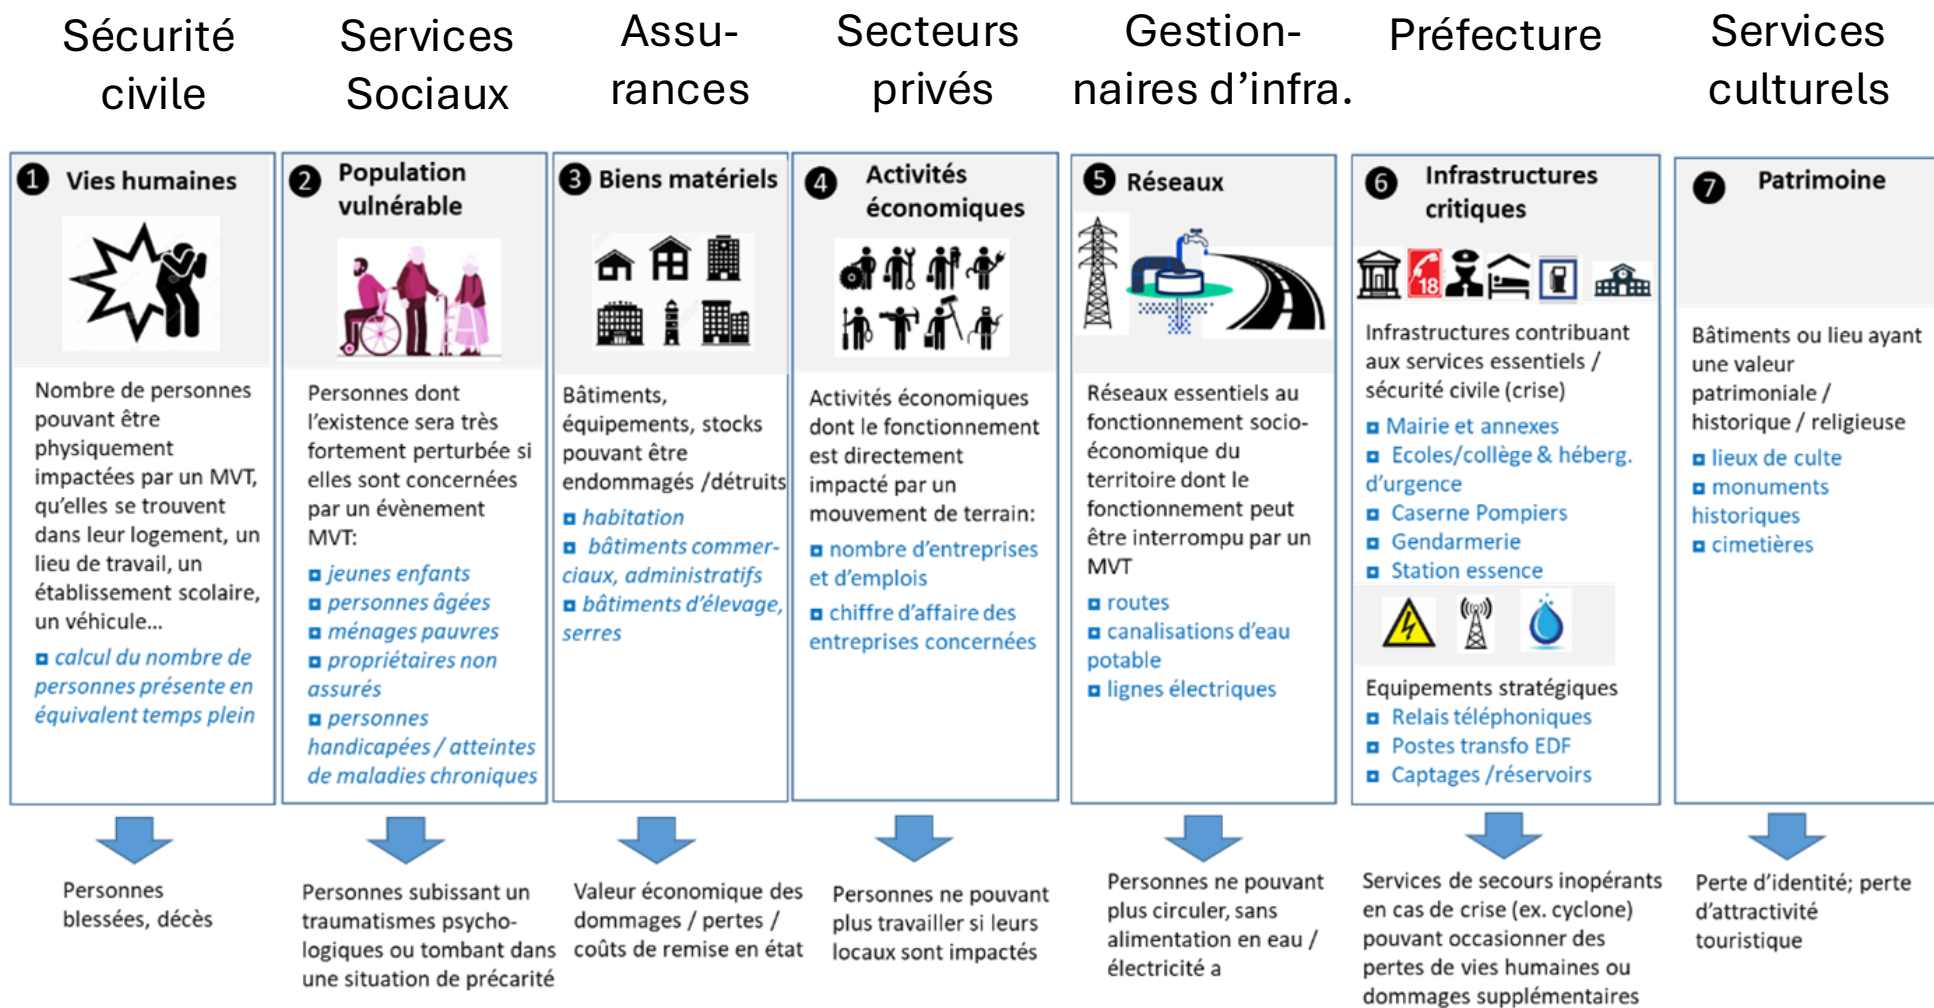 Sécurité
civile
Services
Sociaux
Assu-
rances
Secteurs
privés
Gestion-
naires d’infra.
Préfecture
Services
culturels
1 Vies humaines
Nombre de personnes
pouvant être
physiquement
impactées par un MVT,
qu’elles se trouvent
dans leur logement, un
lieu de travail, un
établissement scolaire,
un véhicule...
calcul du nombre de
personnes présente en
équivalent temps plein
Personnes
blessées, décès
2 Population
vulnérable
Personnes dont
l’existence sera très
fortement perturbée si
elles sont concernées
par un évènement
MVT:
jeunes enfants
personnes âgées
ménages pauvres
propriétaires non
assurés
personnes
handicapées / atteintes
de maladies chroniques
Personnes subissant un
traumatismes psycho-
logiques ou tombant dans
une situation de précarité
3 Biens matériels
Bâtiments,
équipements, stocks
pouvant être
endommagés /détruits
habitation
bâtiments commer-
ciaux, administratifs
bâtiments d’élevage,
serres
Valeur économique des
dommages / pertes /
coûts de remise en état
4 Activités
économiques
Activités économiques
dont le fonctionnement
est directement
impacté par un
mouvement de terrain:
nombre d’entreprises
et d’emplois
chiffre d’affaire des
entreprises concernées
Personnes ne pouvant
plus travailler si leurs
locaux sont impactés
5 Réseaux
Réseaux essentiels au
fonctionnement socio-
économique du
territoire dont le
fonctionnement peut
être interrompu par un
MVT
routes
canalisations d’eau
potable
lignes électriques
Personnes ne pouvant
plus circuler, sans
alimentation en eau /
électricité a
6 Infrastructures
critiques
18
Infrastructures contribuant
aux services essentiels /
sécurité civile (crise)
Mairie et annexes
Ecoles/collège & héberg.
d’urgence
Caserne Pompiers
Gendarmerie
Station essence
Equipements stratégiques
Relais téléphoniques
Postes transfo EDF
Captages /réservoirs
Services de secours inopérants
en cas de crise (ex. cyclone)
pouvant occasionner des
pertes de vies humaines ou
dommages supplémentaires
7 Patrimoine
Bâtiments ou lieu ayant
une valeur
patrimoniale /
historique / religieuse
lieux de culte
monuments
historiques
cimetières
Perte d’identité; perte
d’attractivité
touristique